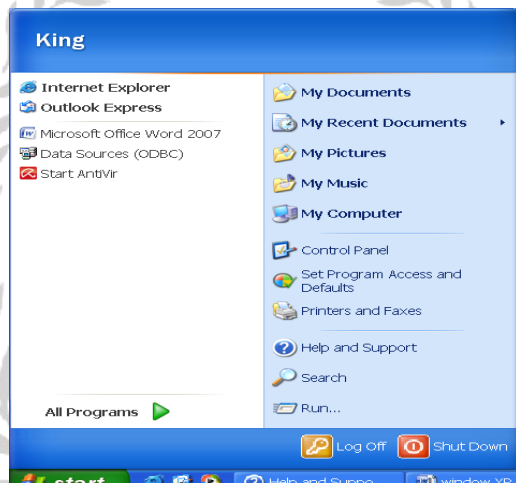 King
Internet Explorer
Outlook Express
Microsoft Office Word 2007
Data Sources (ODBC)
Start AntiVir
All Programs
My Documents
My Recent Documents
My Pictures
My Music
My Computer
Control Panel
Set Program Access and
Defaults
Printers and Faxes
Help and Support
Search
Run...
Log Off
Shut Down
start
Help and Suppo
window XP